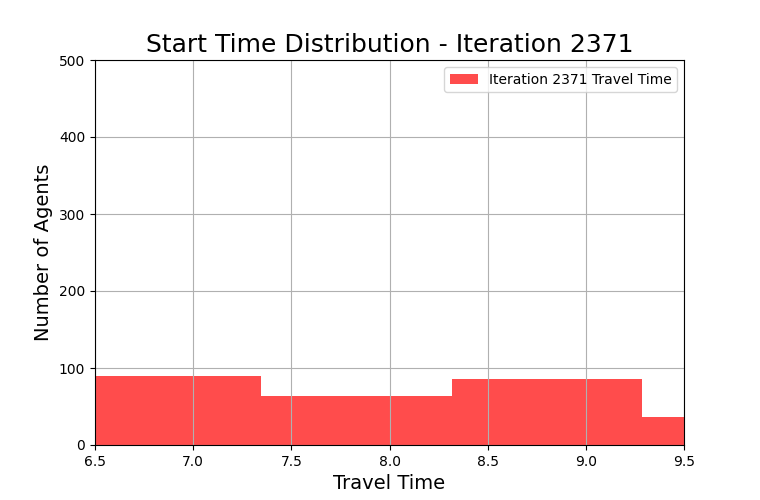 Start Time Distribution - Iteration 2371
Iteration 2371 Travel Time
Number of Agents
500
400
300
200
100
0
6.5 7.0 7.5 8.0 8.5 9.0 9.5
Travel Time